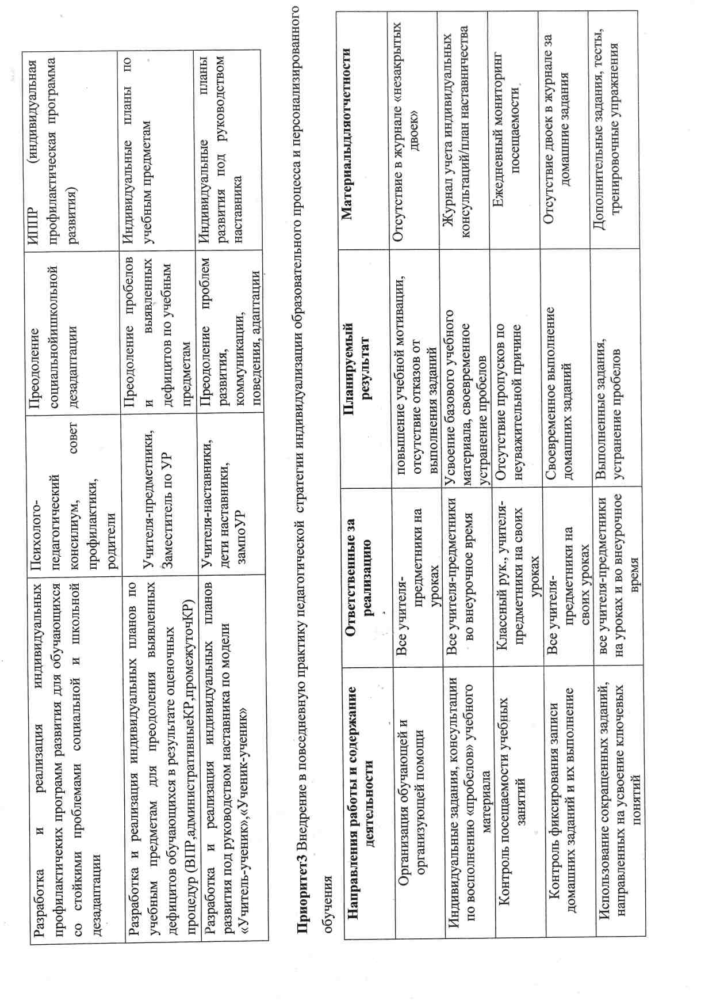 Разработка и реализация индивидуальных
профилактичеких программ развития для обучающихся
со стойкими проблемами социальной и школьной
дезадаптации
Психолого-
педагогический
консилиум, совет
профилактики,
родители
Преодоление
социальнойишкольной
дезадаптации
ИППР (индивидуальная
профилактическая программа
развития)
Разработка и реализация индивидуальных планов по
учебным предметам для преодоления выявленных
дефицитов обучающихся в результате оценочных
процедур (ВПР,административныеКР,промежуточКР)
Учителя-предметники,
Заместитель по УР
Преодоление пробелов
и выявленных
дефицитов по учебным
предметам
Индивидуальные планы по
учебным предметам
Разработка и реализация индивидуальных планов
развития под руководством наставника по модели
«Учитель-ученик»,«Ученик-ученик»
Учителя-наставники,
дети наставники,
зампоУР
Преодоление проблем
развития,
коммуникации,
поведения, адаптации
Индивидуальные планы
развития под руководством
наставника
Приоритет3 Внедрение в повседневную практику педагогической стратегии индивидуализации образовательного процесса и персонализированного
обучения
Направления работы и содержание
деятельности
Ответственные за
реализацию
Планируемый
результат
Материалыдляотчетности
Организация обучающей и
организующей помощи
Все учителя-
предметники на
уроках
повышение учебной мотивации,
отсутствие отказов от
выполнения заданий
Отсутствие в журнале «незакрытых
двоек»
Индивидуальные задания, консультации
по восполнению «пробелов» учебного
материала
Все учителя-предметники
во внеурочное время
Усвоение базового учебного
материала, своевременное
устранение пробелов
Журнал учета индивидуальных
консультаций/план наставничества
Контроль посещаемости учебных
занятий
Классный рук., учителя-
предметники на своих
уроках
Отсутствие пропусков по
неуважительной причине
Ежедневный мониторинг
посещаемости
Контроль фиксирования записи
домашних заданий и их выполнение
Все учителя-
предметники на
своих уроках
Своевременное выполнение
домашних заданий
Отсутствие двоек в журнале за
домашние задания
Использование сокращенных заданий,
направленных на усвоение ключевых
понятий
все учителя-предметники
на уроках и во внеурочное
время
Выполненные задания,
устранение пробелов
Дополнительные задания, тесты,
тренировочные упражнения